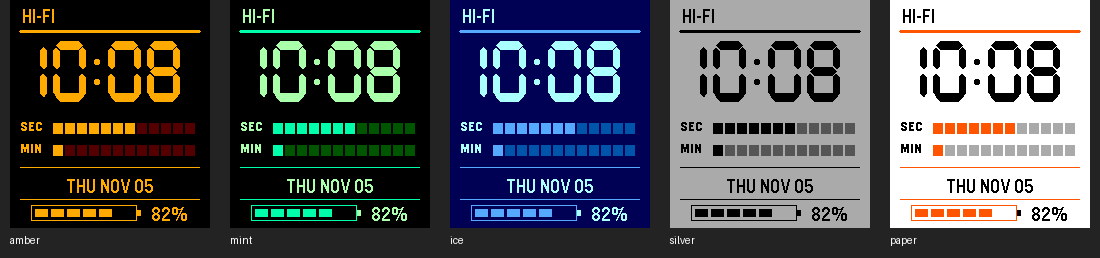 HI-FI
10:08
SEC
MIN
THU NOV 05
82%
amber
HI-FI
10:08
SEC
MIN
THU NOV 05
82%
mint
HI-FI
10:08
SEC
MIN
THU NOV 05
82%
ice
HI-FI
10:08
SEC
MIN
THU NOV 05
82%
silver
HI-FI
10:08
SEC
MIN
THU NOV 05
82%
paper